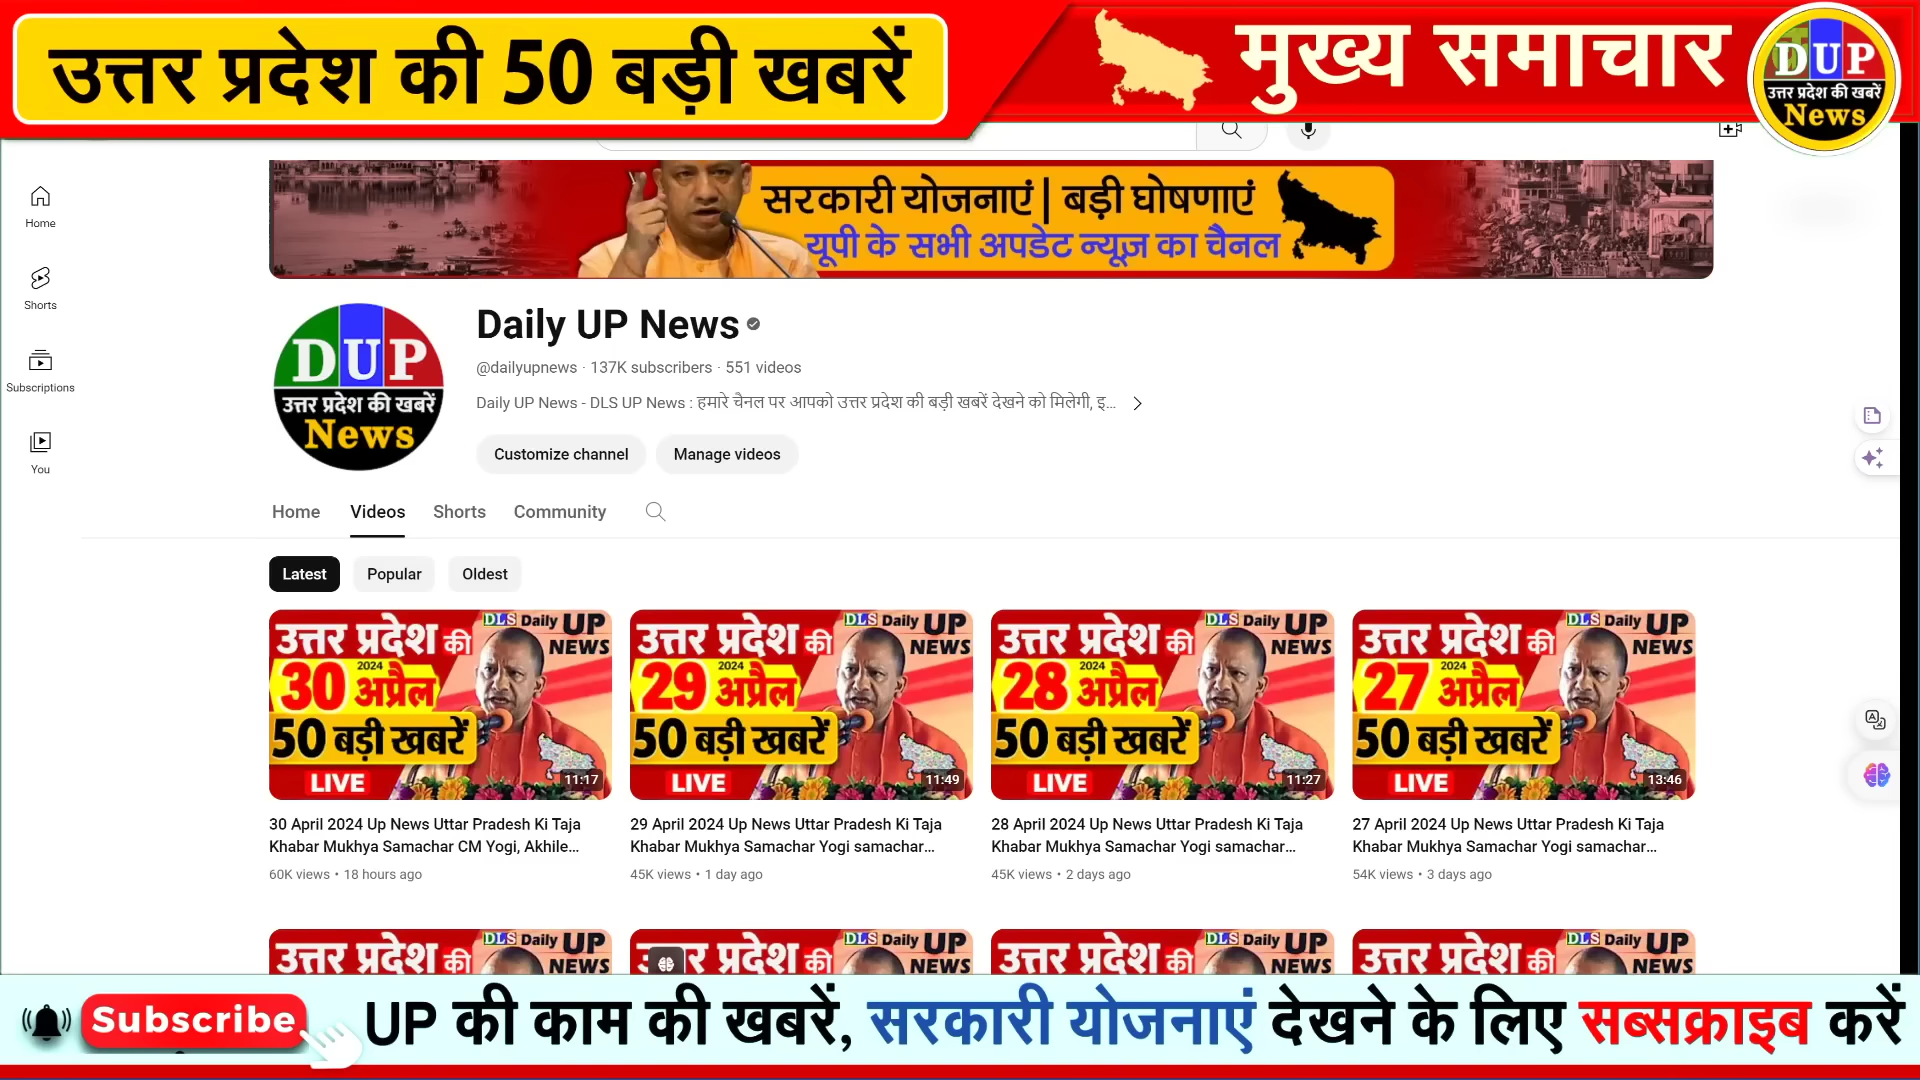 उत्तर प्रदेश की 50 बड़ी खबरें
मुख्य समाचार
DUP
उत्तर प्रदेश की खबरें
News
सरकारी योजनाएं | बड़ी घोषणाएं
यूपी के सभी अपडेट न्यूज़ का चैनल
Home
Shorts
Subscriptions
You
DUP
उत्तर प्रदेश की खबरें
News
Daily UP News
@dailyupnews · 137K subscribers · 551 videos
Daily UP News - DLS UP News : हमारे चैनल पर आपको उत्तर प्रदेश की बड़ी खबरें देखने को मिलेगी, इ...
Customize channel
Manage videos
Home Videos Shorts Community
Latest Popular Oldest
DLS Daily UP NEWS
उत्तर प्रदेश की
2024
30 अप्रैल
50 बड़ी खबरें
LIVE
11:17
DLS Daily UP NEWS
उत्तर प्रदेश की
2024
29 अप्रैल
50 बड़ी खबरें
LIVE
11:49
DLS Daily UP NEWS
उत्तर प्रदेश की
2024
28 अप्रैल
50 बड़ी खबरें
LIVE
11:27
DLS Daily UP NEWS
उत्तर प्रदेश की
2024
27 अप्रैल
50 बड़ी खबरें
LIVE
13:46
30 April 2024 Up News Uttar Pradesh Ki Taja
Khabar Mukhya Samachar CM Yogi, Akhile...
60K views • 18 hours ago
29 April 2024 Up News Uttar Pradesh Ki Taja
Khabar Mukhya Samachar Yogi samachar...
45K views • 1 day ago
28 April 2024 Up News Uttar Pradesh Ki Taja
Khabar Mukhya Samachar Yogi samachar...
45K views • 2 days ago
27 April 2024 Up News Uttar Pradesh Ki Taja
Khabar Mukhya Samachar Yogi samachar...
54K views • 3 days ago
उत्तर प्रदेश की
DLS Daily UP NEWS
उत्तर प्रदेश की
DLS Daily UP NEWS
उत्तर प्रदेश की
DLS Daily UP NEWS
उत्तर प्रदेश की
DLS Daily UP NEWS
Subscribe
UP की काम की खबरें, सरकारी योजनाएं देखने के लिए सब्सक्राइब करें